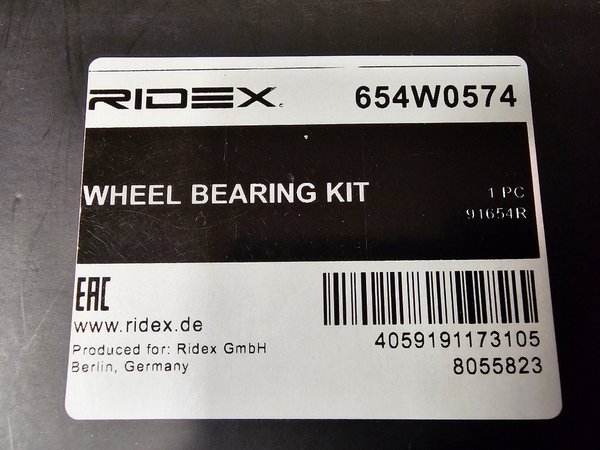 RIDEX. 654W0574
WHEEL BEARING KIT
1 PC
91654R
EAC
www.ridex.de
Produced for: Ridex GmbH
Berlin, Germany
4059191173105
8055823